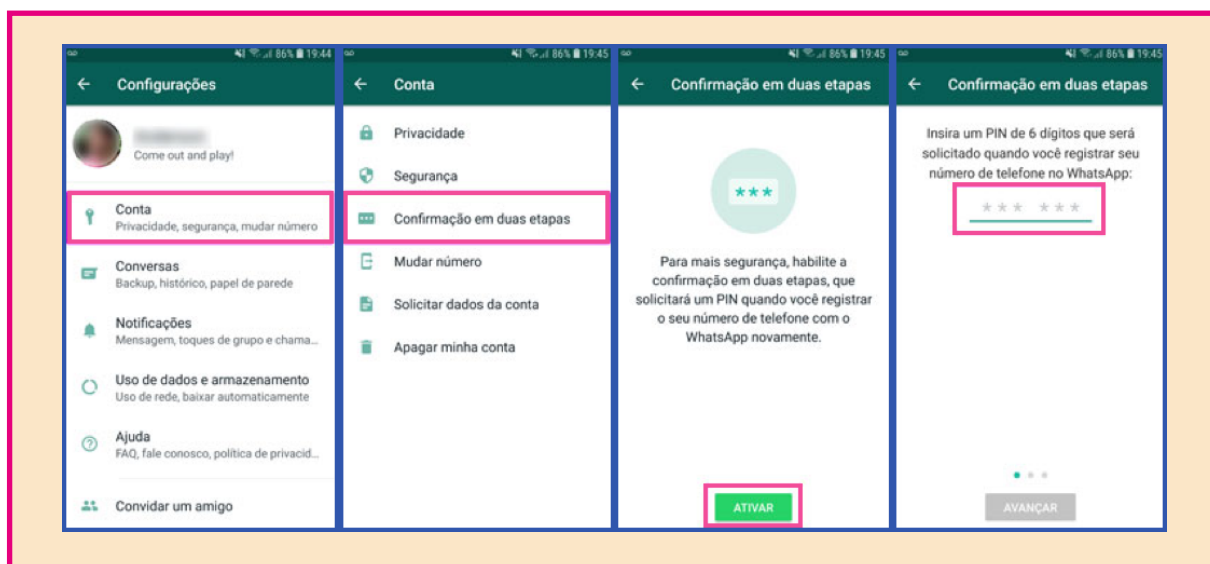 86% 19:44
Configurações
Come out and play!
Conta
Privacidade, segurança, mudar número
Conversas
Backup, histórico, papel de parede
Notificações
Mensagem, toques de grupo e chama...
Uso de dados e armazenamento
Uso de rede, baixar automaticamente
Ajuda
FAQ, fale conosco, política de privacid...
Convidar um amigo
86% 19:45
Conta
Privacidade
Segurança
Confirmação em duas etapas
Mudar número
Solicitar dados da conta
Apagar minha conta
86% 19:45
Confirmação em duas etapas
***
Para mais segurança, habilite a
confirmação em duas etapas, que
solicitará um PIN quando você registrar
o seu número de telefone com o
WhatsApp novamente.
ATIVAR
86% 19:45
Confirmação em duas etapas
Insira um PIN de 6 dígitos que será
solicitado quando você registrar seu
número de telefone no WhatsApp:
*** ***
AVANÇAR